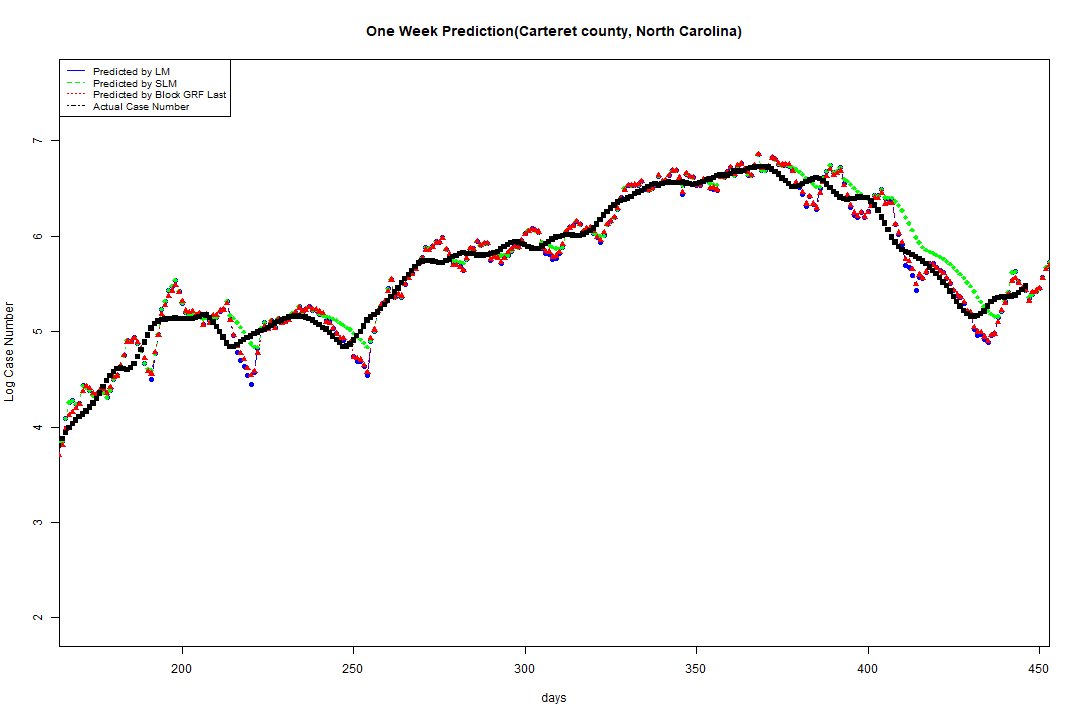 One Week Prediction(Carteret county, North Carolina)
Predicted by LM
Predicted by SLM
Predicted by Block GRF Last
Actual Case Number
7
6
5
4
3
2
Log Case Number
200 250 300 350 400 450
days